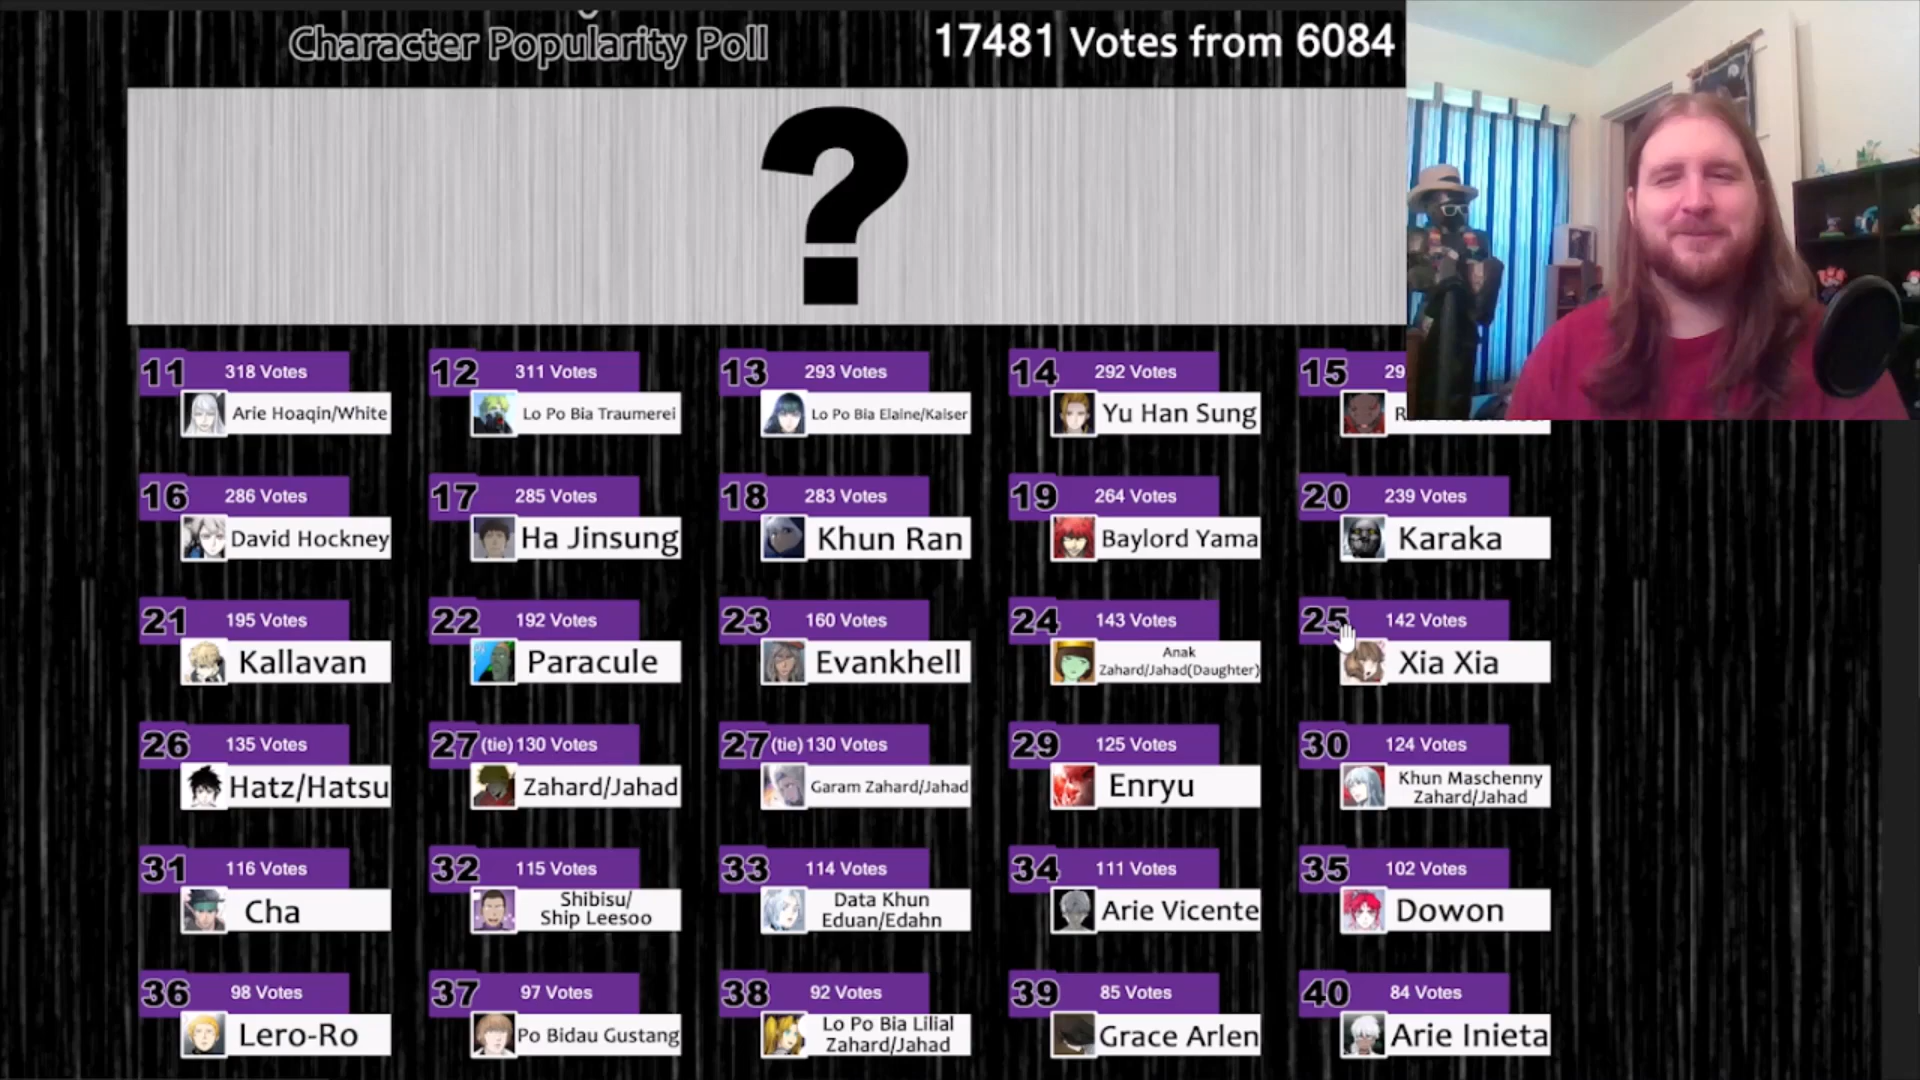 Character Popularity Poll
17481 Votes from 6084
?
11 318 Votes
Arie Hoaqin/White
12 311 Votes
Lo Po Bia Traumerei
13 293 Votes
Lo Po Bia Elaine/Kaiser
14 292 Votes
Yu Han Sung
15 29
16 286 Votes
David Hockney
17 285 Votes
Ha Jinsung
18 283 Votes
Khun Ran
19 264 Votes
Baylord Yama
20 239 Votes
Karaka
21 195 Votes
Kallavan
22 192 Votes
Paracule
23 160 Votes
Evankhell
24 143 Votes
Anak
Zahard/Jahad(Daughter)
25 142 Votes
Xia Xia
26 135 Votes
Hatz/Hatsu
27 (tie) 130 Votes
Zahard/Jahad
27 (tie) 130 Votes
Garam Zahard/Jahad
29 125 Votes
Enryu
30 124 Votes
Khun Maschenny
Zahard/Jahad
31 116 Votes
Cha
32 115 Votes
Shibisu/
Ship Leesoo
33 114 Votes
Data Khun
Eduan/Edahn
34 111 Votes
Arie Vicente
35 102 Votes
Dowon
36 98 Votes
Lero-Ro
37 97 Votes
Po Bidau Gustang
38 92 Votes
Lo Po Bia Lilial
Zahard/Jahad
39 85 Votes
Grace Arlen
40 84 Votes
Arie Inieta